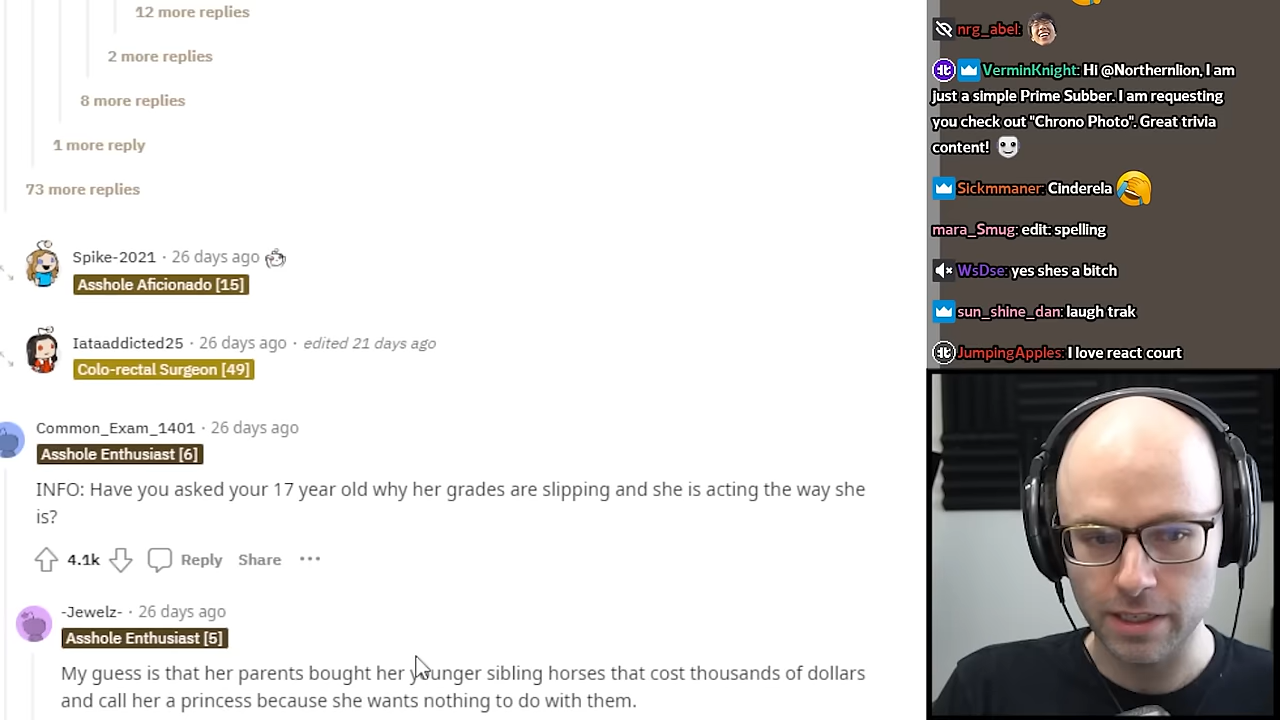 12 more replies
2 more replies
8 more replies
1 more reply
73 more replies
Spike-2021 · 26 days ago
Asshole Aficionado [15]
Iataaddicted25 · 26 days ago · edited 21 days ago
Colo-rectal Surgeon [49]
Common_Exam_1401 · 26 days ago
Asshole Enthusiast [6]
INFO: Have you asked your 17 year old why her grades are slipping and she is acting the way she
is?
4.1k Reply Share ···
-Jewelz- · 26 days ago
Asshole Enthusiast [5]
My guess is that her parents bought her younger sibling horses that cost thousands of dollars
and call her a princess because she wants nothing to do with them.
nrg_abel:
VerminKnight: Hi @Northernlion, I am
just a simple Prime Subber. I am requesting
you check out "Chrono Photo". Great trivia
content!
Sickmmaner: Cinderela
mara_Smug: edit: spelling
WsDse: yes shes a bitch
sun_shine_dan: laugh trak
JumpingApples: I love react court